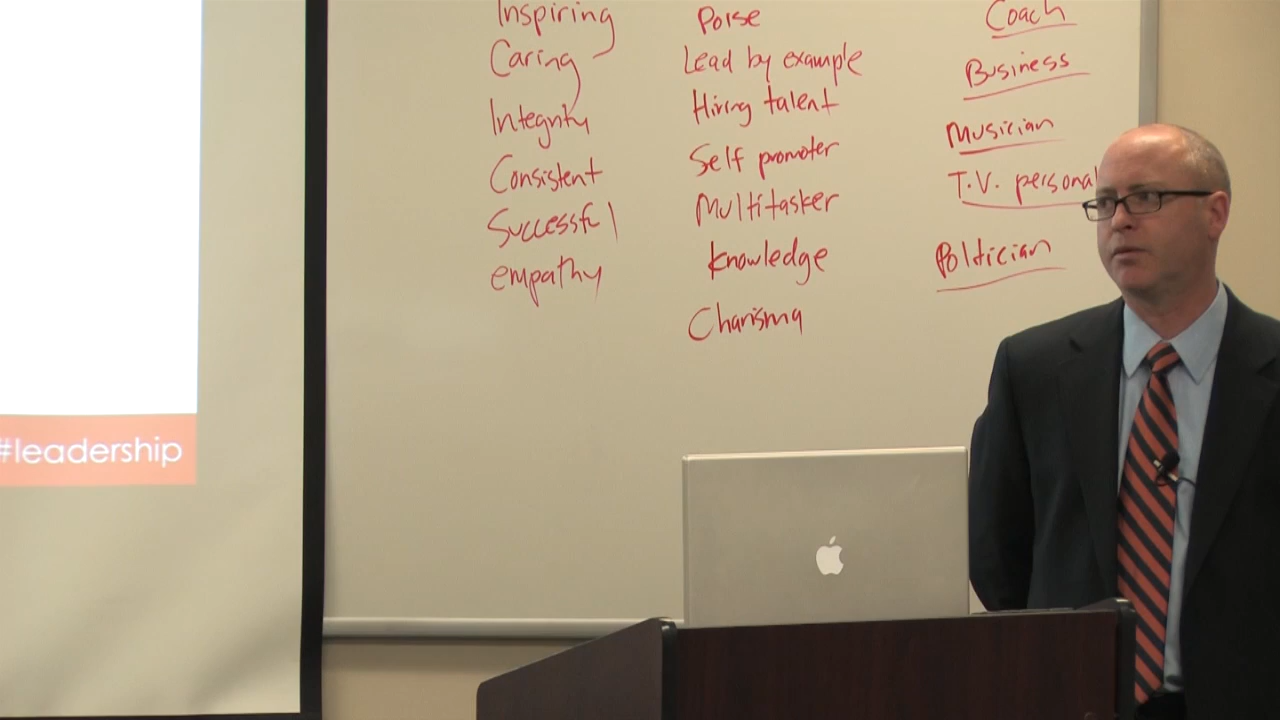 Inspiring
Caring
Integrity
Consistent
Successful
empathy
Poise
Lead by example
Hiring talent
Self promoter
Multitasker
knowledge
Charisma
Coach
Business
Musician
T.V. persona
Politician
#leadership